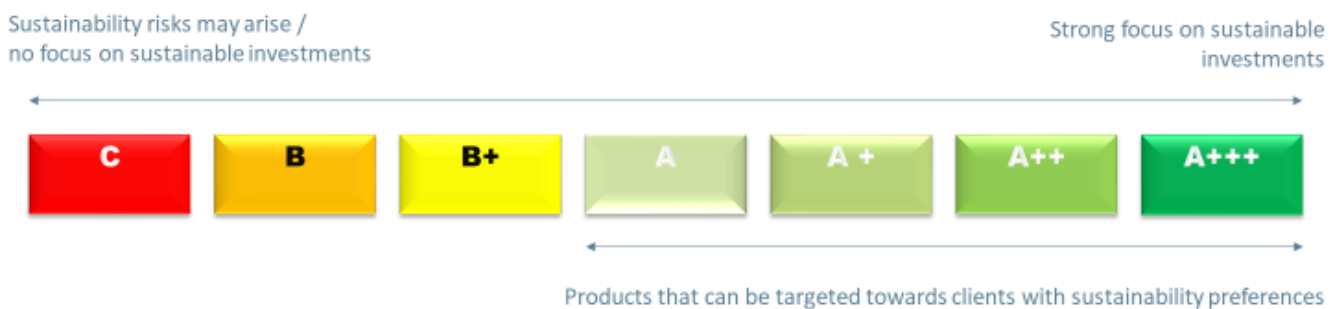 Sustainability risks may arise /
no focus on sustainable investments
Strong focus on sustainable
investments
C
B
B+
A
A +
A++
A+++
Products that can be targeted towards clients with sustainability preferences